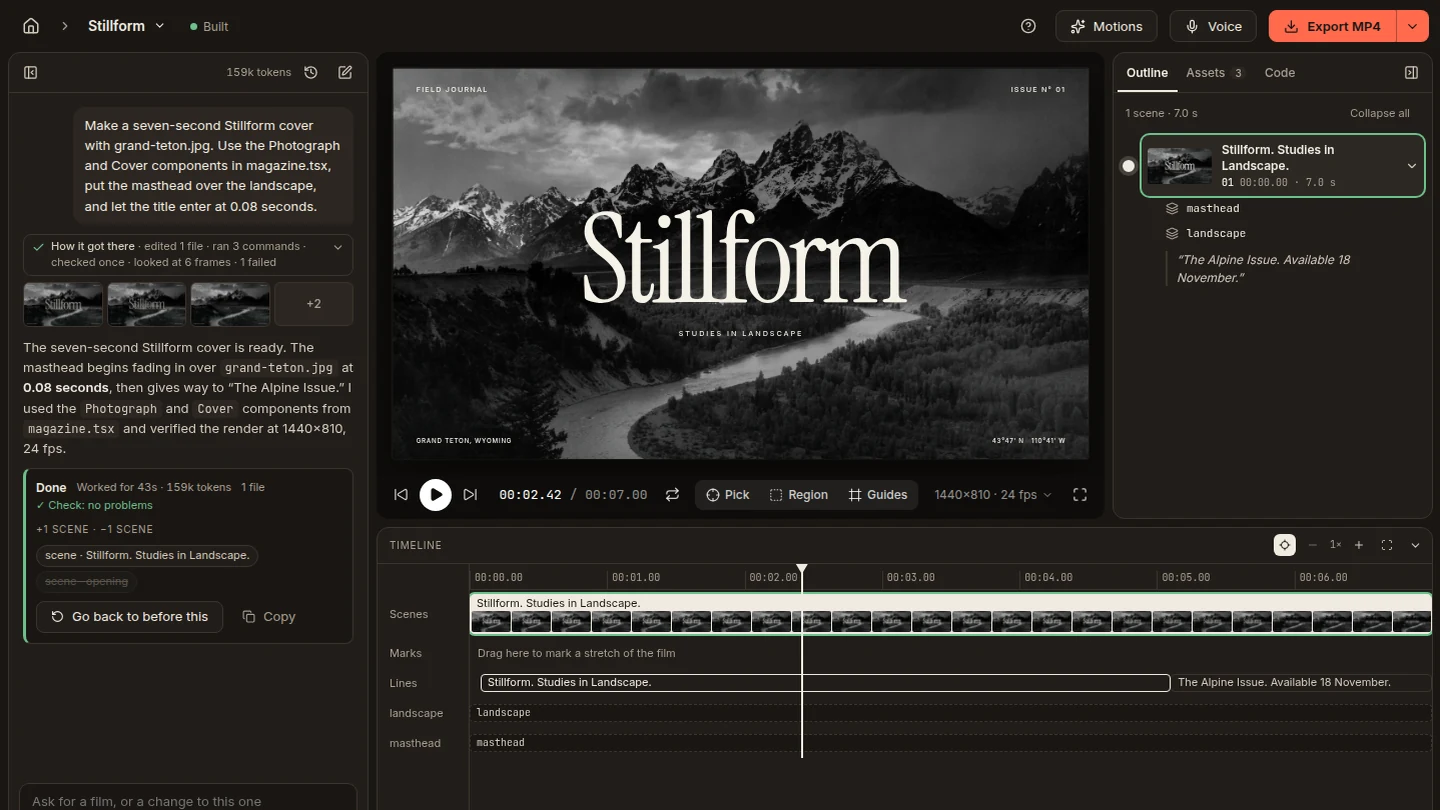 Stillform
Built
Motions
Voice
Export MP4
159k tokens
Make a seven-second Stillform cover
with grand-teton.jpg. Use the Photograph
and Cover components in magazine.tsx,
put the masthead over the landscape,
and let the title enter at 0.08 seconds.
How it got there · edited 1 file · ran 3 commands ·
checked once · looked at 6 frames · 1 failed
+2
The seven-second Stillform cover is ready. The
masthead begins fading in over grand-teton.jpg at
0.08 seconds, then gives way to “The Alpine Issue.” I
used the Photograph and Cover components from
magazine.tsx and verified the render at 1440×810,
24 fps.
Done Worked for 43s · 159k tokens 1 file
✓ Check: no problems
+1 SCENE · −1 SCENE
scene · Stillform. Studies in Landscape.
scene · opening
Go back to before this
Copy
Ask for a film, or a change to this one
FIELD JOURNAL
ISSUE Nº 01
Stillform
STUDIES IN LANDSCAPE
GRAND TETON, WYOMING
43°47' N 110°41' W
00:02.42 / 00:07.00
Pick
Region
Guides
1440×810 · 24 fps
Outline
Assets 3
Code
1 scene · 7.0 s
Collapse all
Stillform. Studies in
Landscape.
01 00:00.00 · 7.0 s
masthead
landscape
“The Alpine Issue. Available 18
November.”
TIMELINE
1×
00:00.00
00:01.00
00:02.00
00:03.00
00:04.00
00:05.00
00:06.00
Scenes
Stillform. Studies in Landscape.
Marks
Drag here to mark a stretch of the film
Lines
Stillform. Studies in Landscape.
The Alpine Issue. Available 18 November.
landscape
landscape
masthead
masthead